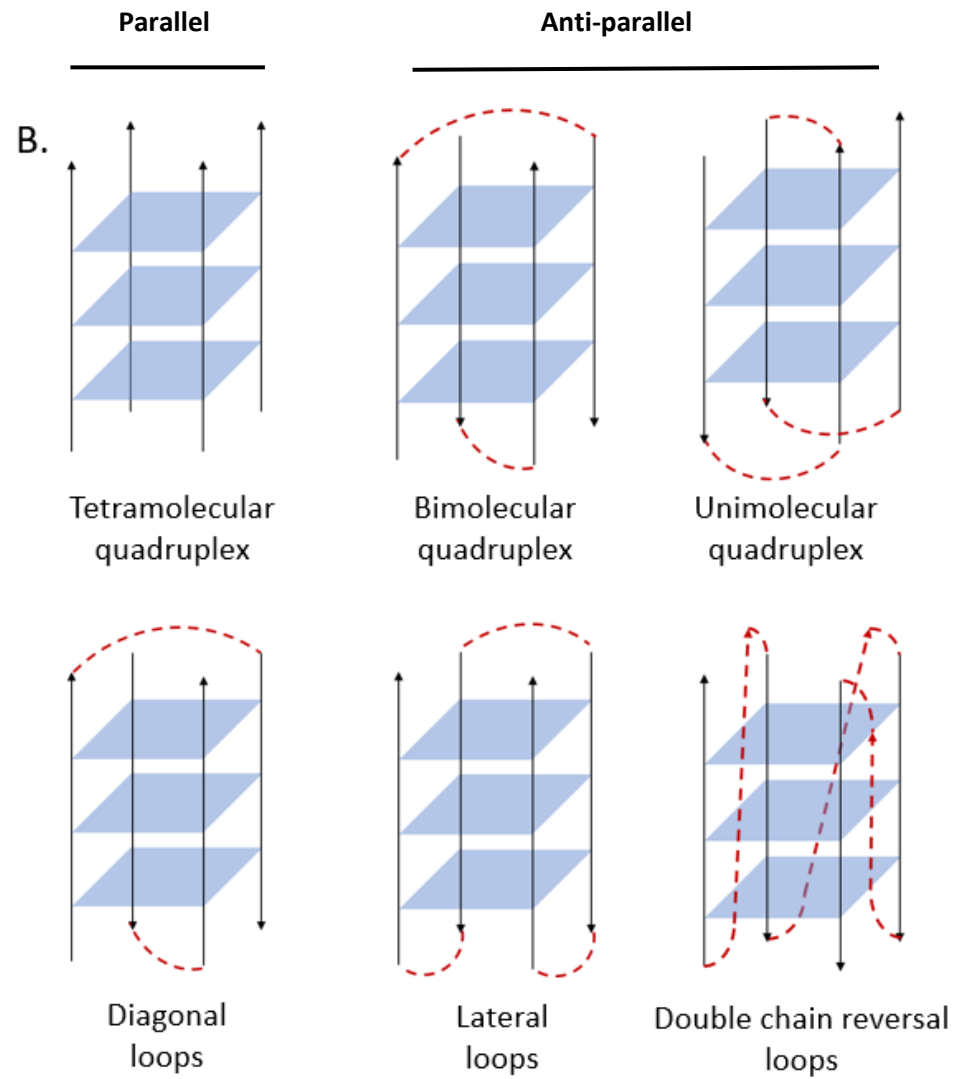 Parallel
Anti-parallel
B.
Tetramolecular
quadruplex
Bimolecular
quadruplex
Unimolecular
quadruplex
Diagonal
loops
Lateral
loops
Double chain reversal
loops